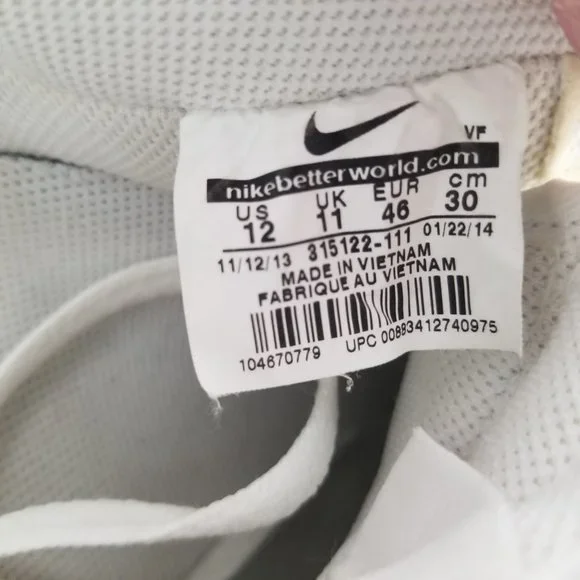 VF
nikebetterworld.com
US UK EUR cm
12 11 46 30
11/12/13 315122-111 01/22/14
MADE IN VIETNAM
FABRIQUE AU VIETNAM
104670779 UPC 00883412740975